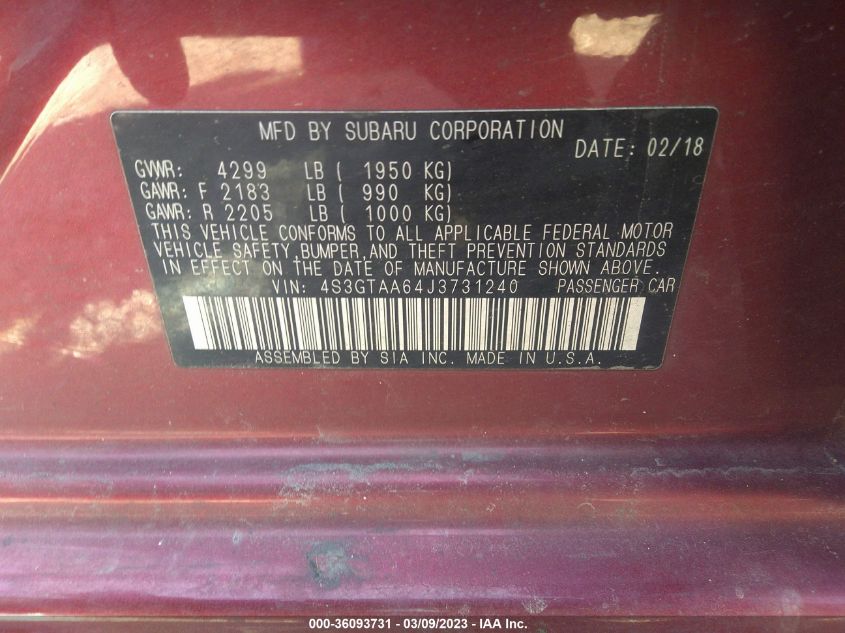 MFD BY SUBARU CORPORATION
DATE: 02/18
GVWR: 4299 LB ( 1950 KG)
GAWR: F 2183 LB ( 990 KG)
GAWR: R 2205 LB ( 1000 KG)
THIS VEHICLE CONFORMS TO ALL APPLICABLE FEDERAL MOTOR
VEHICLE SAFETY,BUMPER,AND THEFT PREVENTION STANDARDS
IN EFFECT ON THE DATE OF MANUFACTURE SHOWN ABOVE.
VIN: 4S3GTAA64J3731240 PASSENGER CAR
ASSEMBLED BY SIA INC. MADE IN U.S.A.
000-36093731 - 03/09/2023 - IAA Inc.